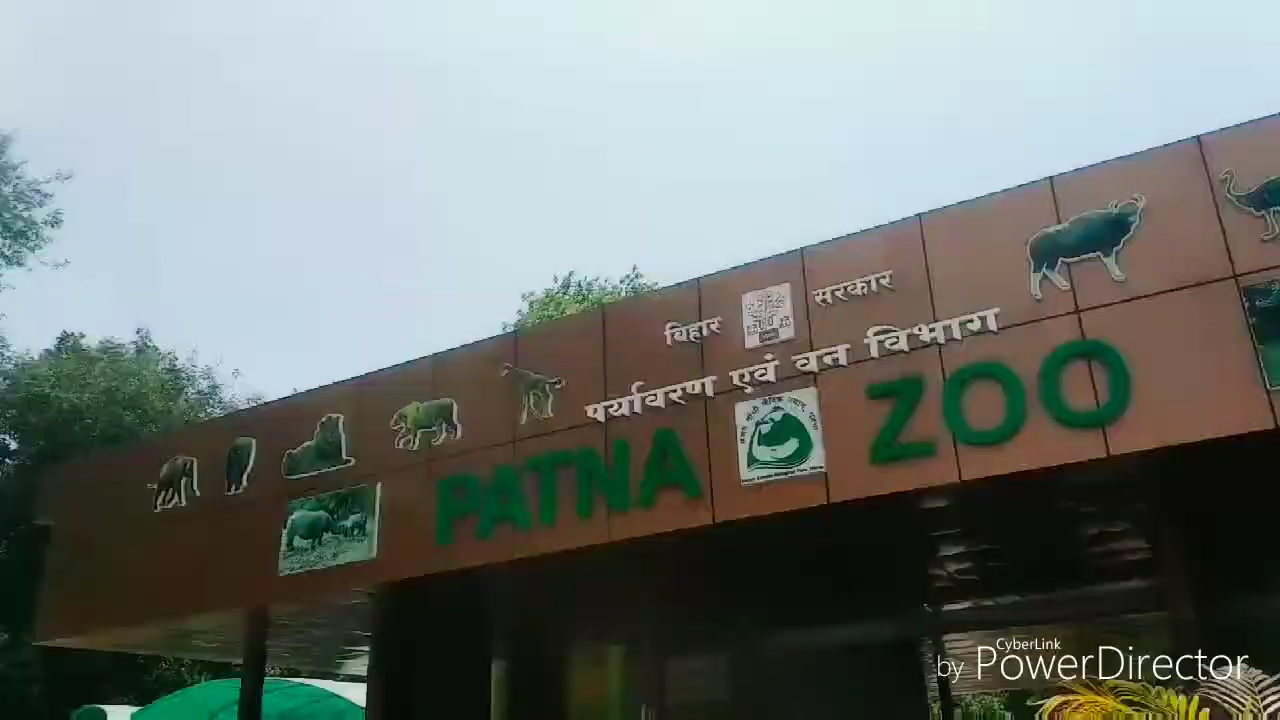 बिहार सरकार
पर्यावरण एवं वन विभाग
PATNA ZOO
CyberLink
by PowerDirector